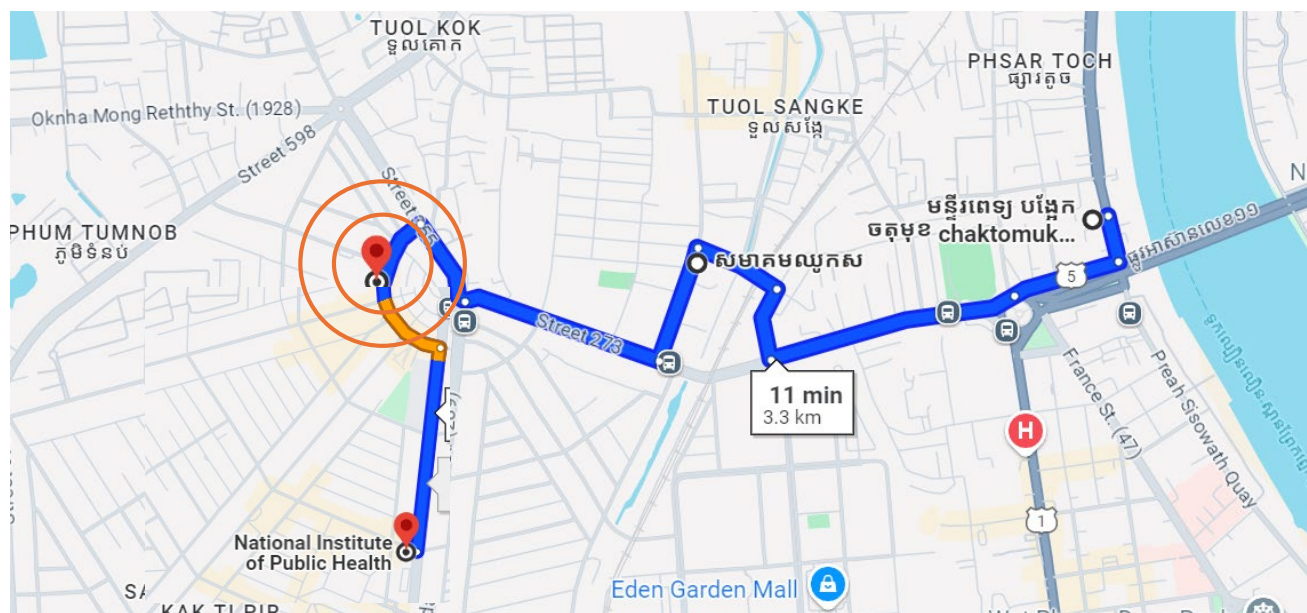 TUOL KOK
ទួលគោក
PHSAR TOCH
ផ្សារតូច
Oknha Mong Reththy St. (1928)
TUOL SANGKE
ទួលសង្កែ
Street 598
N
PHUM TUMNOB
ភូមិទំនប់
មន្ទីរពេទ្យ បង្អែក
ចតុមុខ chaktomuk...
សមាគមឈូកស
5
Street 273
11 min
3.3 km
France St. (47)
Preah Sisowath Quay
H
1
National Institute
of Public Health
Eden Garden Mall